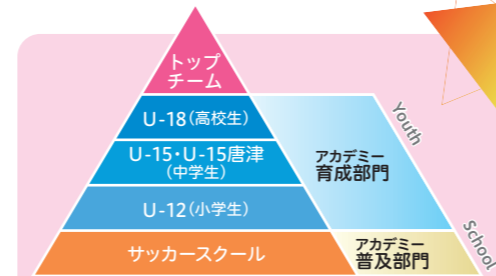 トップ
チーム
U-18(高校生)
U-15・U-15唐津
(中学生)
U-12(小学生)
サッカースクール
アカデミー
育成部門
アカデミー
普及部門
Youth
School